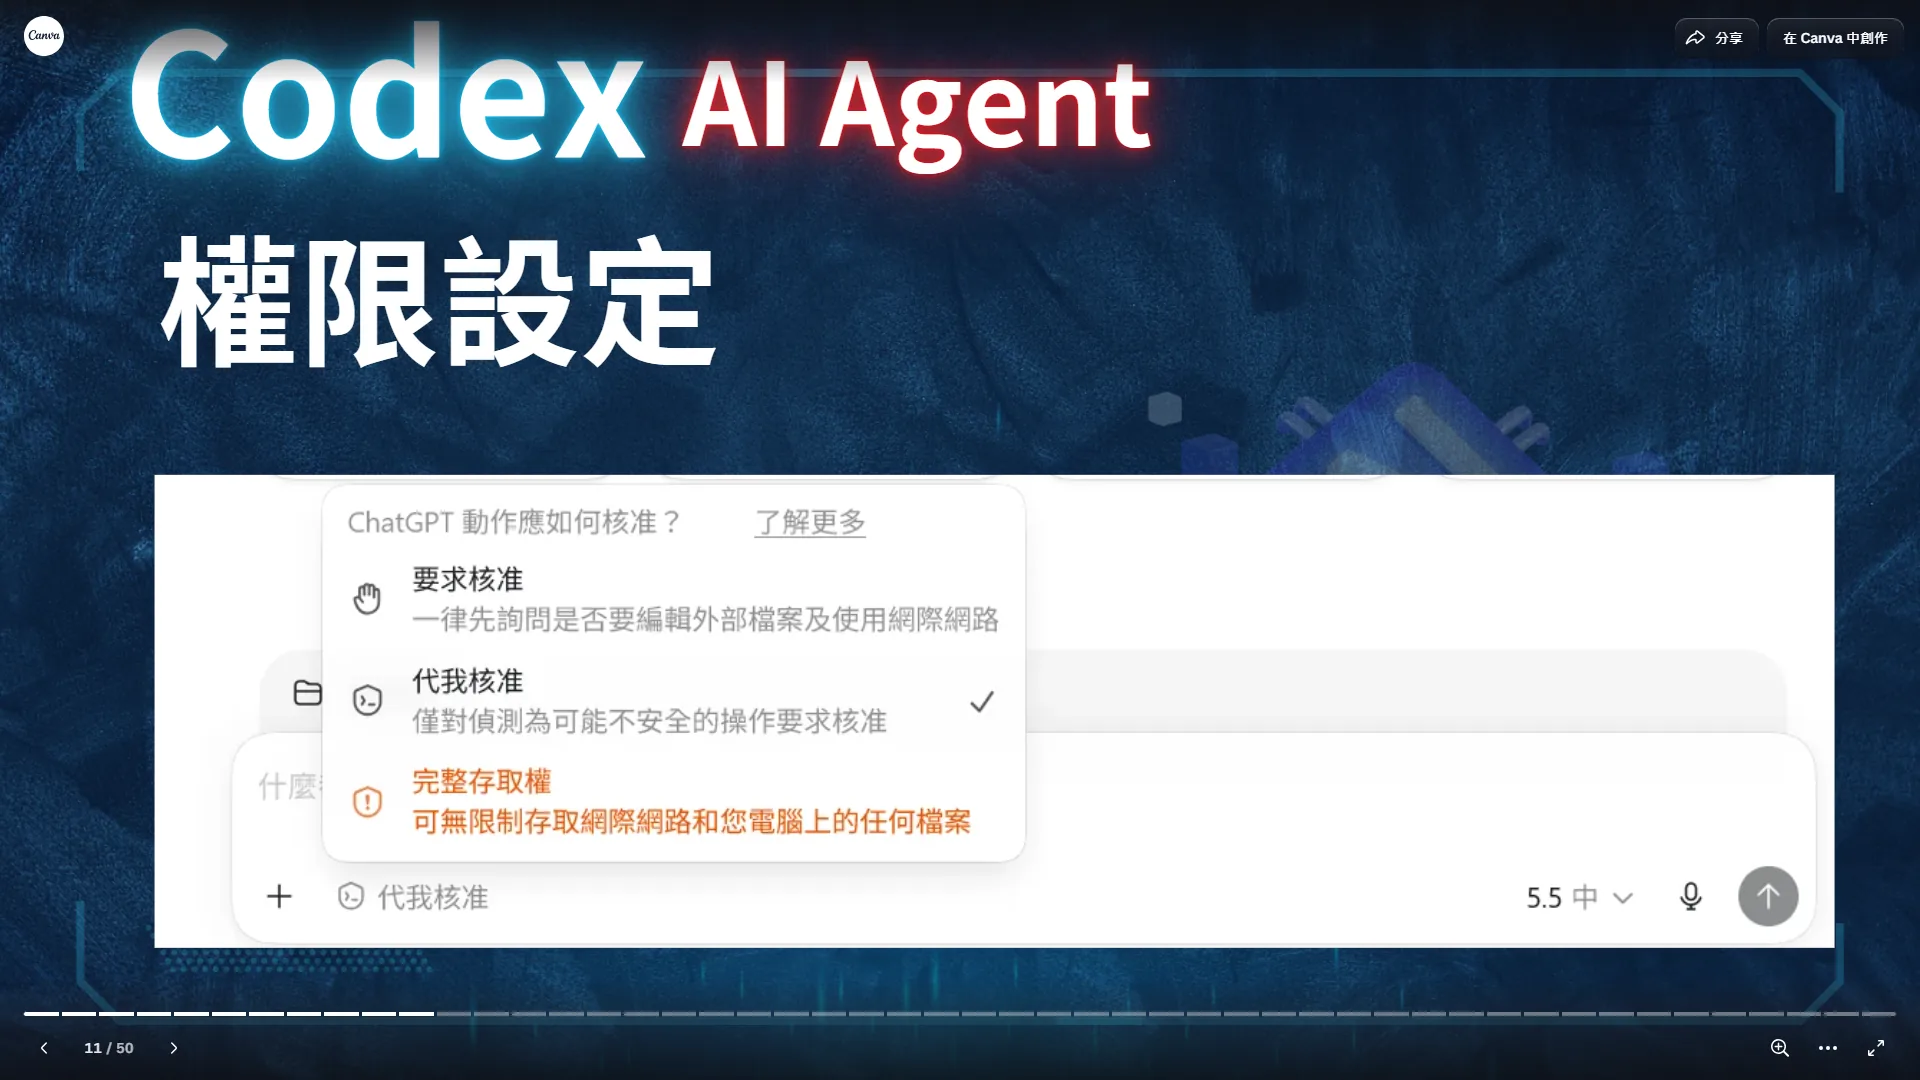 Canva
分享
在 Canva 中創作
Codex AI Agent
權限設定
ChatGPT 動作應如何核准？ 了解更多
要求核准
一律先詢問是否要編輯外部檔案及使用網際網路
代我核准
僅對偵測為可能不安全的操作要求核准
什麼
完整存取權
可無限制存取網際網路和您電腦上的任何檔案
代我核准
5.5 中
11 / 50